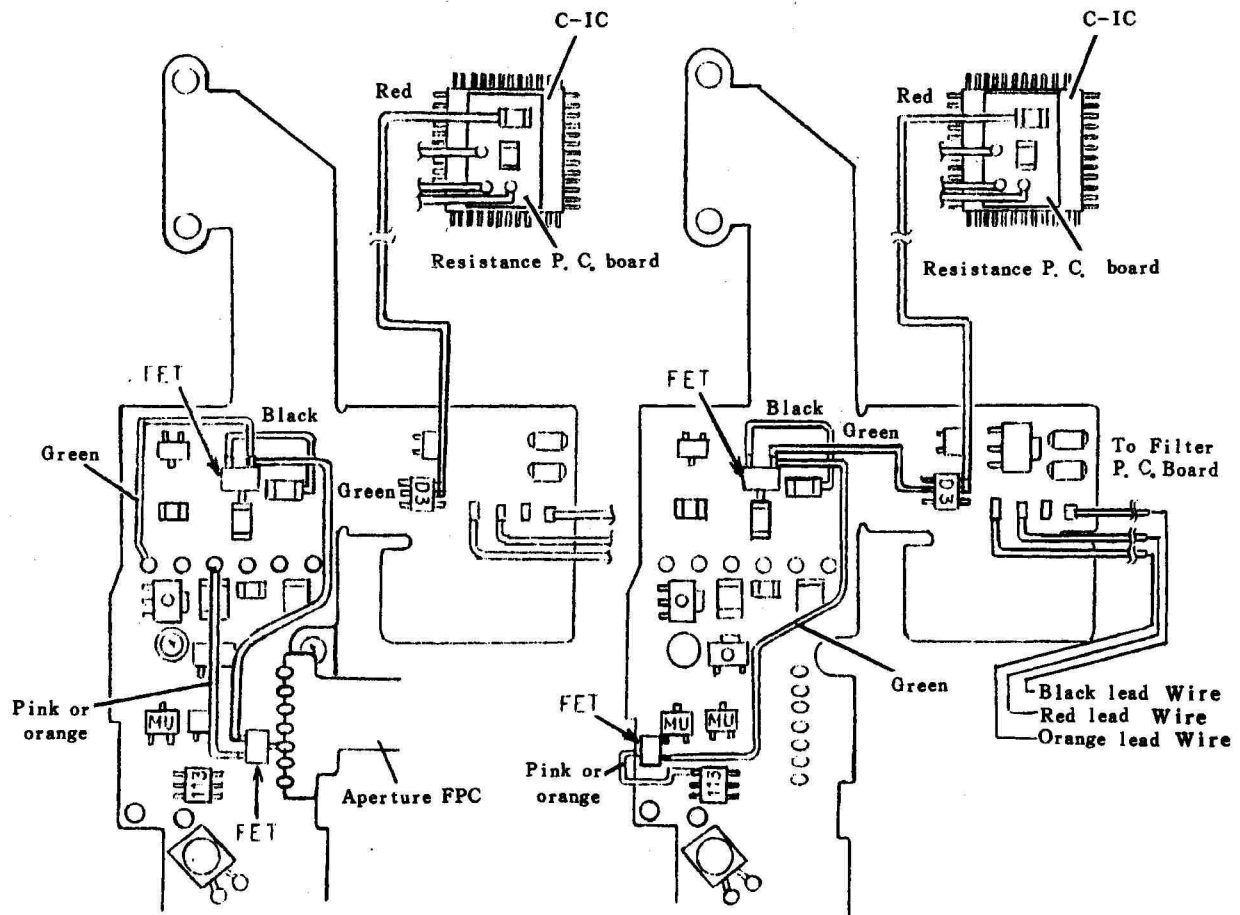 C-IC
Red
Resistance P. C. board
FET
Black
Green
Green
D3
Pink or
orange
MU
113
FET
Aperture FPC
C-IC
Red
Resistance P. C. board
FET
Black
Green
D3
To Filter
P. C. Board
Green
FET
MU
MU
Pink or
orange
113
Black lead Wire
Red lead Wire
Orange lead Wire